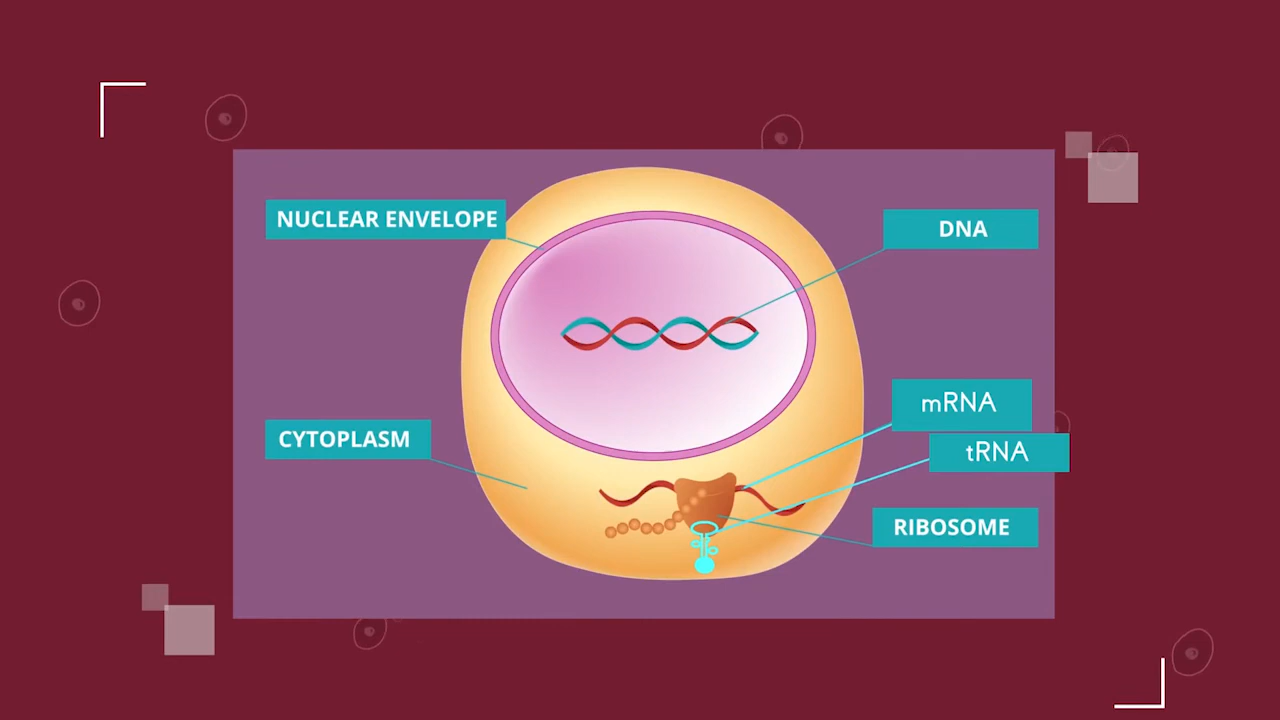 NUCLEAR ENVELOPE
DNA
mRNA
CYTOPLASM
tRNA
RIBOSOME